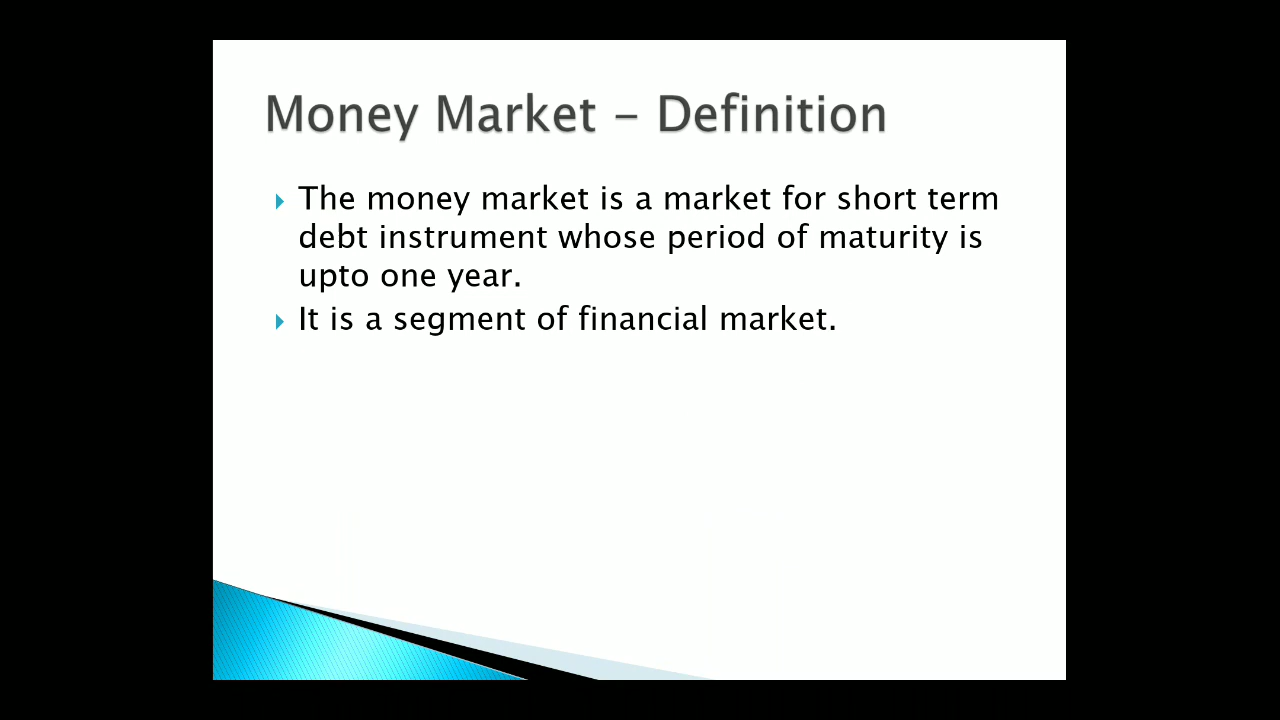 Money Market – Definition
The money market is a market for short term
debt instrument whose period of maturity is
upto one year.
It is a segment of financial market.